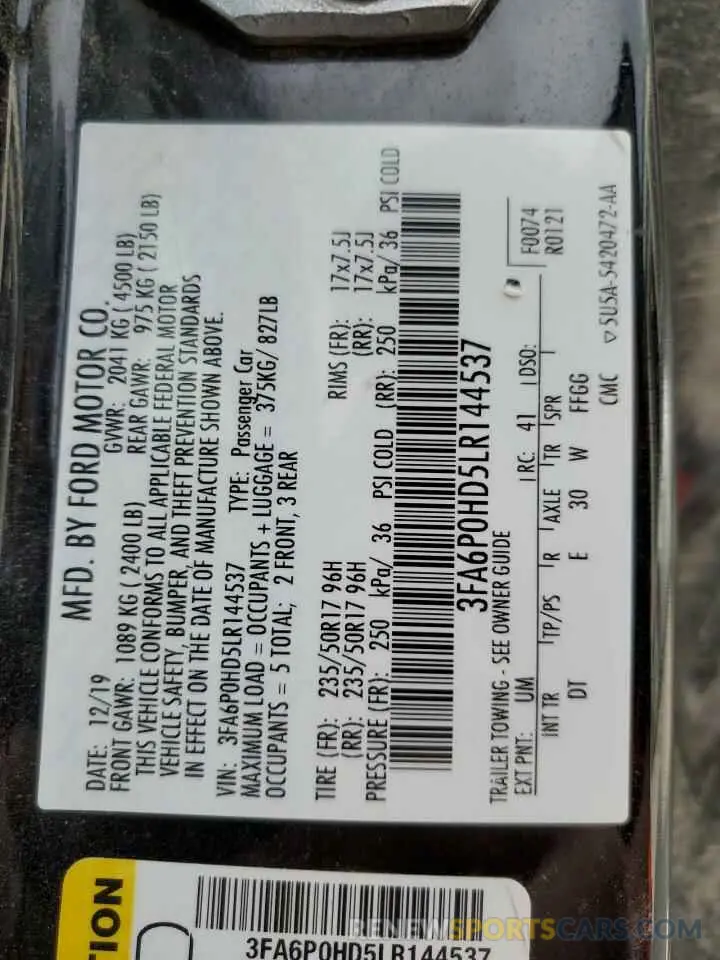 MFD. BY FORD MOTOR CO.
DATE: 12/19 GVWR: 2041 KG ( 4500 LB)
FRONT GAWR: 1089 KG ( 2400 LB) REAR GAWR: 975 KG ( 2150 LB)
THIS VEHICLE CONFORMS TO ALL APPLICABLE FEDERAL MOTOR
VEHICLE SAFETY, BUMPER, AND THEFT PREVENTION STANDARDS
IN EFFECT ON THE DATE OF MANUFACTURE SHOWN ABOVE.
VIN: 3FA6P0HD5LR144537 TYPE: Passenger Car
MAXIMUM LOAD = OCCUPANTS + LUGGAGE = 375KG/ 827LB
OCCUPANTS = 5 TOTAL; 2 FRONT, 3 REAR
TIRE (FR): 235/50R17 96H RIMS (FR): 17x7.5J
(RR): 235/50R17 96H (RR): 17x7.5J
PRESSURE (FR): 250 kPa/ 36 PSI COLD (RR): 250 kPa/ 36 PSI COLD
3FA6P0HD5LR144537
TRAILER TOWING - SEE OWNER GUIDE F0074
EXT PNT: UM RC: 41 DSO: R0121
INT TR TP/PS R AXLE TR SPR
DT E 30 W FFGG
CMC 5U5A-5420472-AA
TION
3FA6P0HD5LR144537
BENEWSPORTSCARS.COM